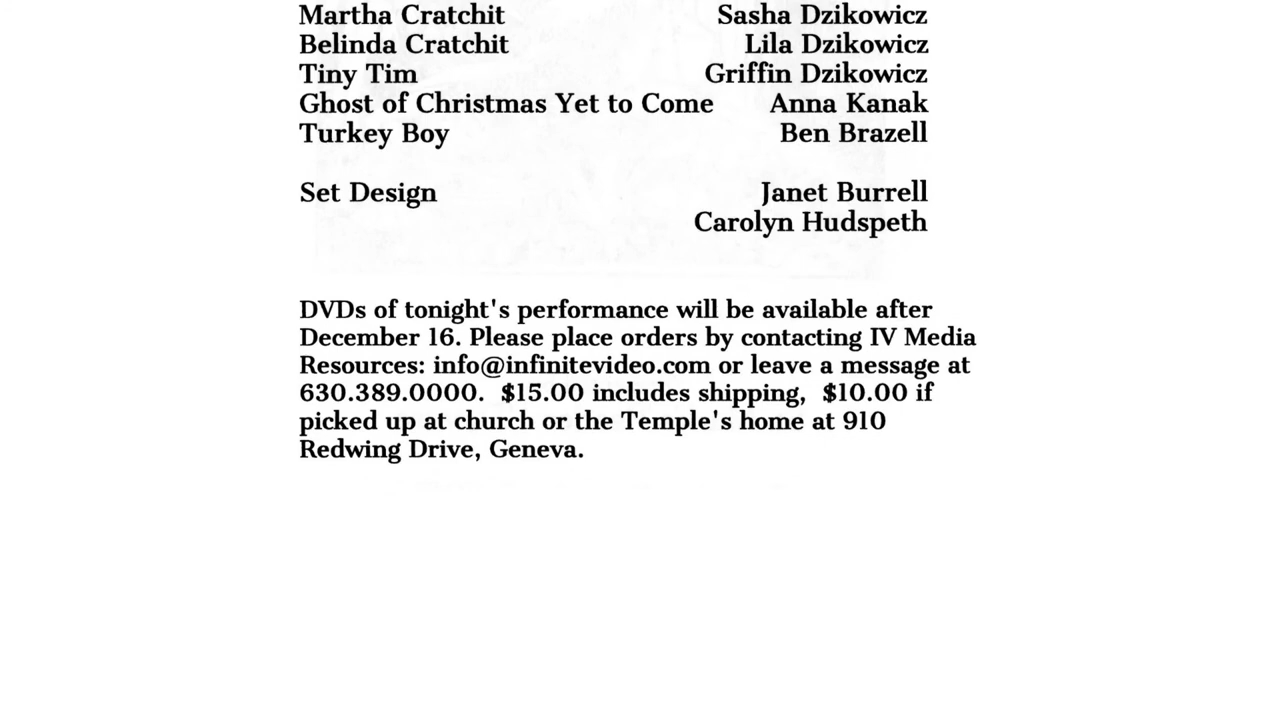 Martha Cratchit Sasha Dzikowicz
Belinda Cratchit Lila Dzikowicz
Tiny Tim Griffin Dzikowicz
Ghost of Christmas Yet to Come Anna Kanak
Turkey Boy Ben Brazell
Set Design Janet Burrell
Carolyn Hudspeth
DVDs of tonight's performance will be available after
December 16. Please place orders by contacting IV Media
Resources: info@infinitevideo.com or leave a message at
630.389.0000.  $15.00 includes shipping,  $10.00 if
picked up at church or the Temple's home at 910
Redwing Drive, Geneva.